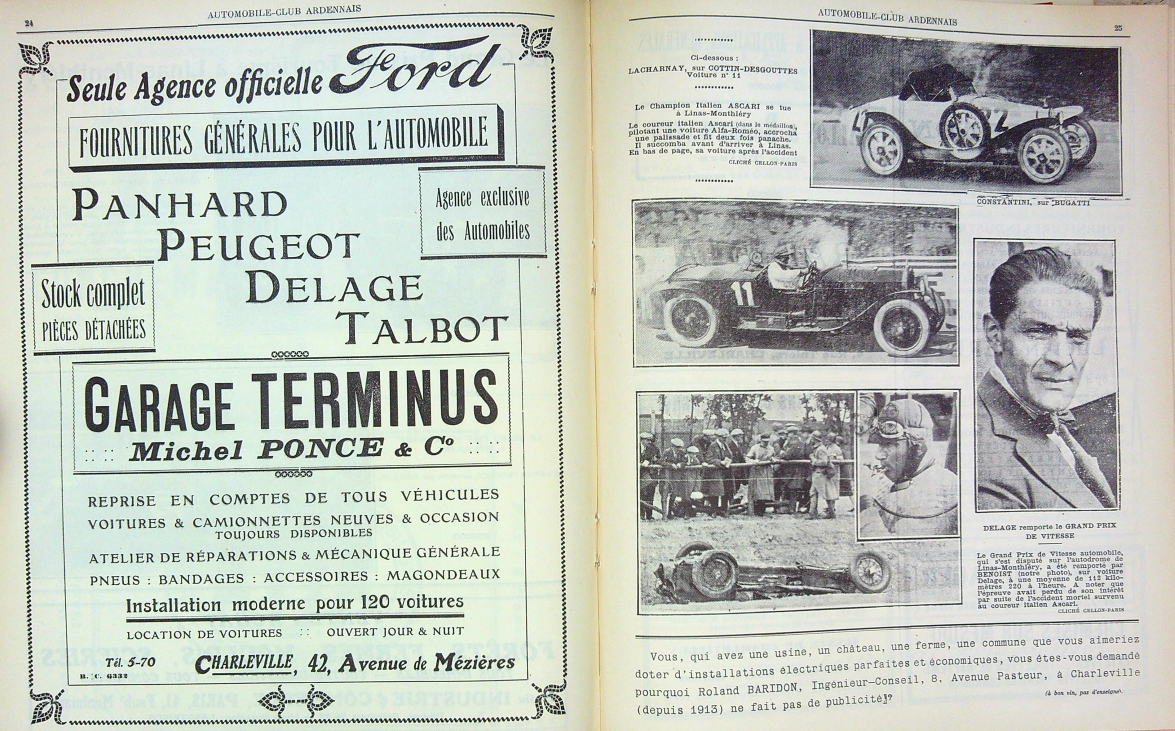 24
AUTOMOBILE-CLUB ARDENNAIS
Seule Agence officielle Ford
FOURNITURES GÉNÉRALES POUR L'AUTOMOBILE
PANHARD
PEUGEOT
DELAGE
TALBOT
Agence exclusive
des Automobiles
Stock complet
PIÈCES DÉTACHÉES
GARAGE TERMINUS
Michel PONCE & Co
REPRISE EN COMPTES DE TOUS VÉHICULES
VOITURES & CAMIONNETTES NEUVES & OCCASION
TOUJOURS DISPONIBLES
ATELIER DE RÉPARATIONS & MÉCANIQUE GÉNÉRALE
PNEUS : BANDAGES : ACCESSOIRES : MAGONDEAUX
Installation moderne pour 120 voitures
LOCATION DE VOITURES :: OUVERT JOUR & NUIT
Tél. 5-70
R. C. 6332
CHARLEVILLE, 42, Avenue de Mézières
AUTOMOBILE-CLUB ARDENNAIS
25
Ci-dessous :
LACHARNAY, sur COTTIN-DESGOUTTES
Voiture n° 11
Le Champion Italien ASCARI se tue
à Linas-Monthléry
Le coureur italien Ascari (dans le médaillon),
pilotant une voiture Alfa-Roméo, accrocha
une palissade et fit deux fois panache.
Il succomba avant d'arriver à Linas.
En bas de page, sa voiture après l'accident
CLICHÉ CELLON-PARIS
CONSTANTINI, sur BUGATTI
11
DELAGE remporte le GRAND PRIX
DE VITESSE
Le Grand Prix de Vitesse automobile,
qui s'est disputé sur l'autodrome de
Linas-Monthléry, a été remporté par
BENOIST (notre photo), sur voiture
Delage, à une moyenne de 112 kilo-
mètres 220 à l'heure. A noter que
l'épreuve avait perdu de son intérêt
par suite de l'accident mortel survenu
au coureur italien Ascari.
CLICHÉ CELLON-PARIS
Vous, qui avez une usine, un château, une ferme, une commune que vous aimeriez
doter d'installations électriques parfaites et économiques, vous êtes-vous demandé
pourquoi Roland BARIDON, Ingénieur-Conseil, 8, Avenue Pasteur, à Charleville
(depuis 1913) ne fait pas de publicité]?
(à bon vin, pas d'enseigne).